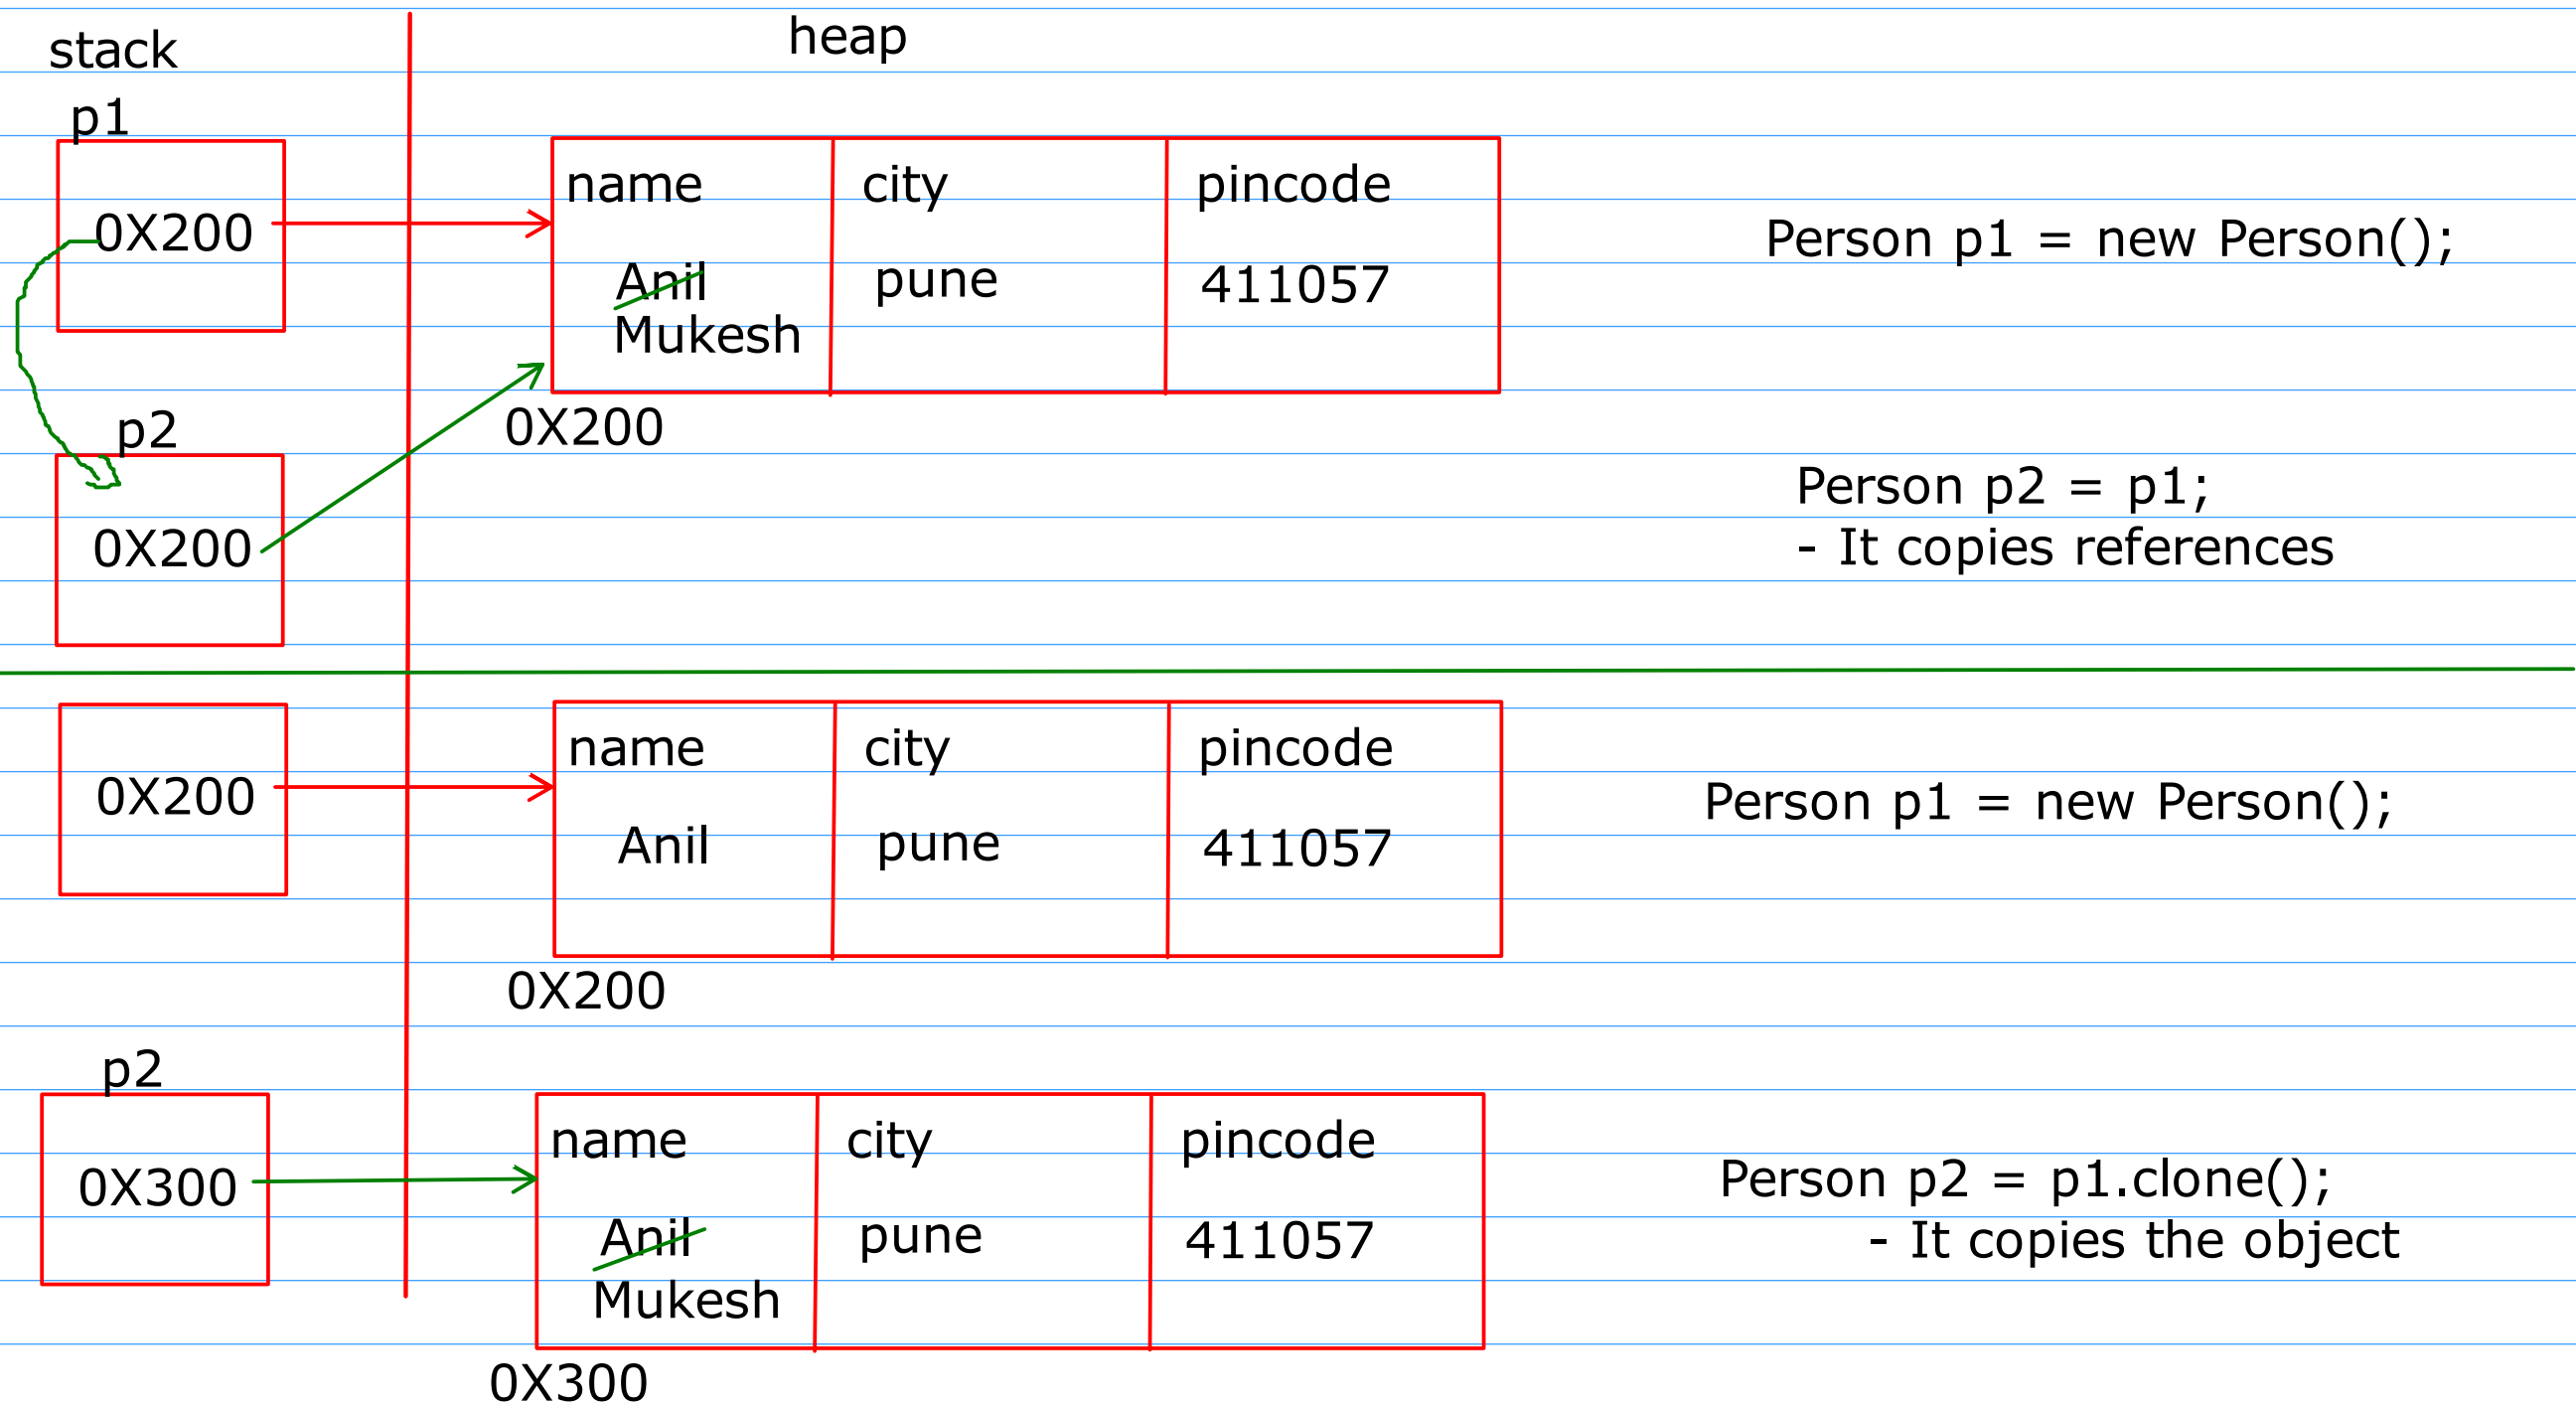 stack
heap
p1
0X200
name city pincode
Anil pune 411057
Mukesh
Person p1 = new Person();
0X200
p2
0X200
Person p2 = p1;
- It copies references
0X200
name city pincode
Anil pune 411057
Person p1 = new Person();
0X200
p2
0X300
name city pincode
Anil pune 411057
Mukesh
Person p2 = p1.clone();
- It copies the object
0X300